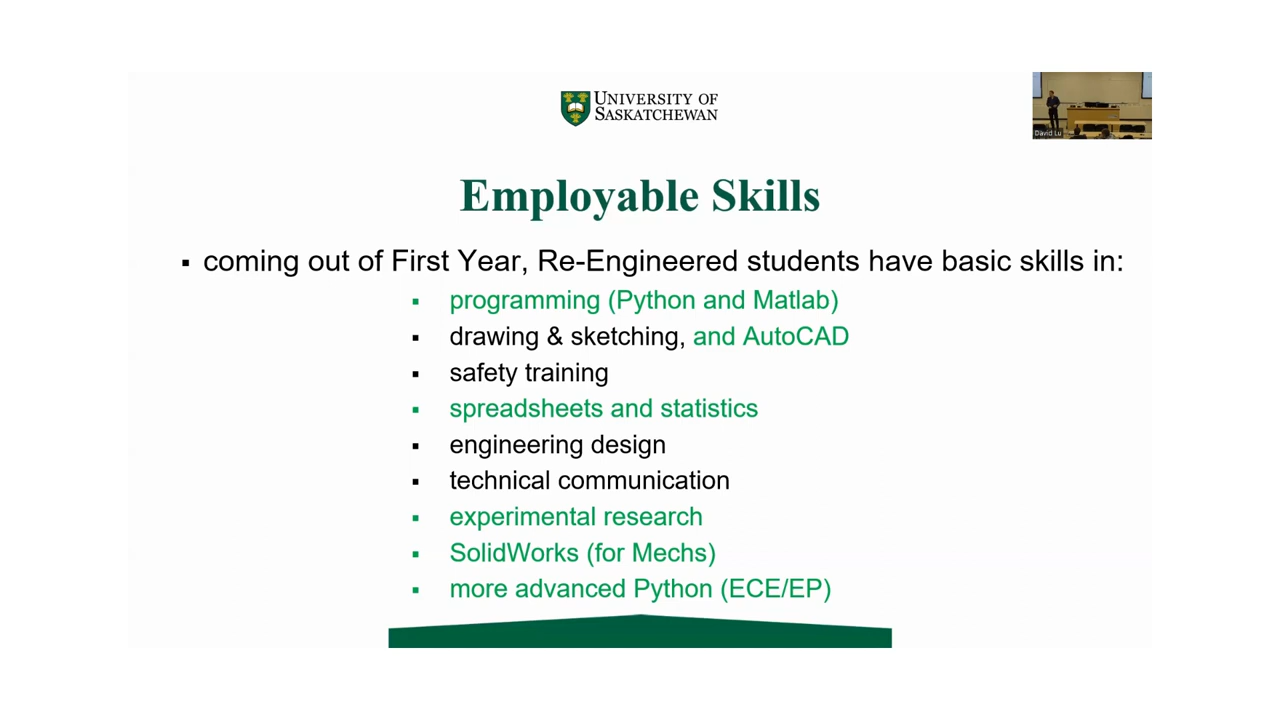 UNIVERSITY OF
SASKATCHEWAN
David Lu
Employable Skills
▪ coming out of First Year, Re-Engineered students have basic skills in:
▪ programming (Python and Matlab)
▪ drawing & sketching, and AutoCAD
▪ safety training
▪ spreadsheets and statistics
▪ engineering design
▪ technical communication
▪ experimental research
▪ SolidWorks (for Mechs)
▪ more advanced Python (ECE/EP)